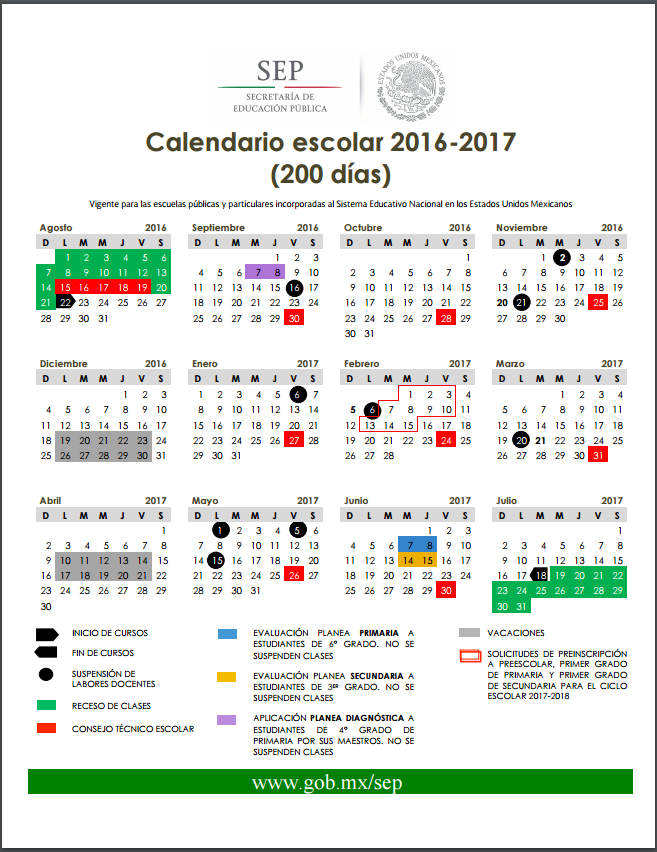 SEP
SECRETARÍA DE
EDUCACIÓN PÚBLICA
ESTADOS UNIDOS MEXICANOS
Calendario escolar 2016-2017
(200 días)
Vigente para las escuelas públicas y particulares incorporadas al Sistema Educativo Nacional en los Estados Unidos Mexicanos
Agosto 2016
D L M M J V S
1 2 3 4 5 6
7 8 9 10 11 12 13
14 15 16 17 18 19 20
21 22 23 24 25 26 27
28 29 30 31
Septiembre 2016
D L M M J V S
1 2 3
4 5 6 7 8 9 10
11 12 13 14 15 16 17
18 19 20 21 22 23 24
25 26 27 28 29 30
Octubre 2016
D L M M J V S
1
2 3 4 5 6 7 8
9 10 11 12 13 14 15
16 17 18 19 20 21 22
23 24 25 26 27 28 29
30 31
Noviembre 2016
D L M M J V S
1 2 3 4 5
6 7 8 9 10 11 12
13 14 15 16 17 18 19
20 21 22 23 24 25 26
27 28 29 30
Diciembre 2016
D L M M J V S
1 2 3
4 5 6 7 8 9 10
11 12 13 14 15 16 17
18 19 20 21 22 23 24
25 26 27 28 29 30 31
Enero 2017
D L M M J V S
1 2 3 4 5 6 7
8 9 10 11 12 13 14
15 16 17 18 19 20 21
22 23 24 25 26 27 28
29 30 31
Febrero 2017
D L M M J V S
1 2 3 4
5 6 7 8 9 10 11
12 13 14 15 16 17 18
19 20 21 22 23 24 25
26 27 28
Marzo 2017
D L M M J V S
1 2 3 4
5 6 7 8 9 10 11
12 13 14 15 16 17 18
19 20 21 22 23 24 25
26 27 28 29 30 31
Abril 2017
D L M M J V S
1
2 3 4 5 6 7 8
9 10 11 12 13 14 15
16 17 18 19 20 21 22
23 24 25 26 27 28 29
30
Mayo 2017
D L M M J V S
1 2 3 4 5 6
7 8 9 10 11 12 13
14 15 16 17 18 19 20
21 22 23 24 25 26 27
28 29 30 31
Junio 2017
D L M M J V S
1 2 3
4 5 6 7 8 9 10
11 12 13 14 15 16 17
18 19 20 21 22 23 24
25 26 27 28 29 30
Julio 2017
D L M M J V S
1
2 3 4 5 6 7 8
9 10 11 12 13 14 15
16 17 18 19 20 21 22
23 24 25 26 27 28 29
30 31
INICIO DE CURSOS
FIN DE CURSOS
SUSPENSIÓN DE
LABORES DOCENTES
RECESO DE CLASES
CONSEJO TÉCNICO ESCOLAR
EVALUACIÓN PLANEA PRIMARIA A
ESTUDIANTES DE 6º GRADO. NO SE
SUSPENDEN CLASES
EVALUACIÓN PLANEA SECUNDARIA A
ESTUDIANTES DE 3ER GRADO. NO SE
SUSPENDEN CLASES
APLICACIÓN PLANEA DIAGNÓSTICA A
ESTUDIANTES DE 4º GRADO DE
PRIMARIA POR SUS MAESTROS. NO SE
SUSPENDEN CLASES
VACACIONES
SOLICITUDES DE PREINSCRIPCIÓN
A PREESCOLAR, PRIMER GRADO
DE PRIMARIA Y PRIMER GRADO
DE SECUNDARIA PARA EL CICLO
ESCOLAR 2017-2018
www.gob.mx/sep